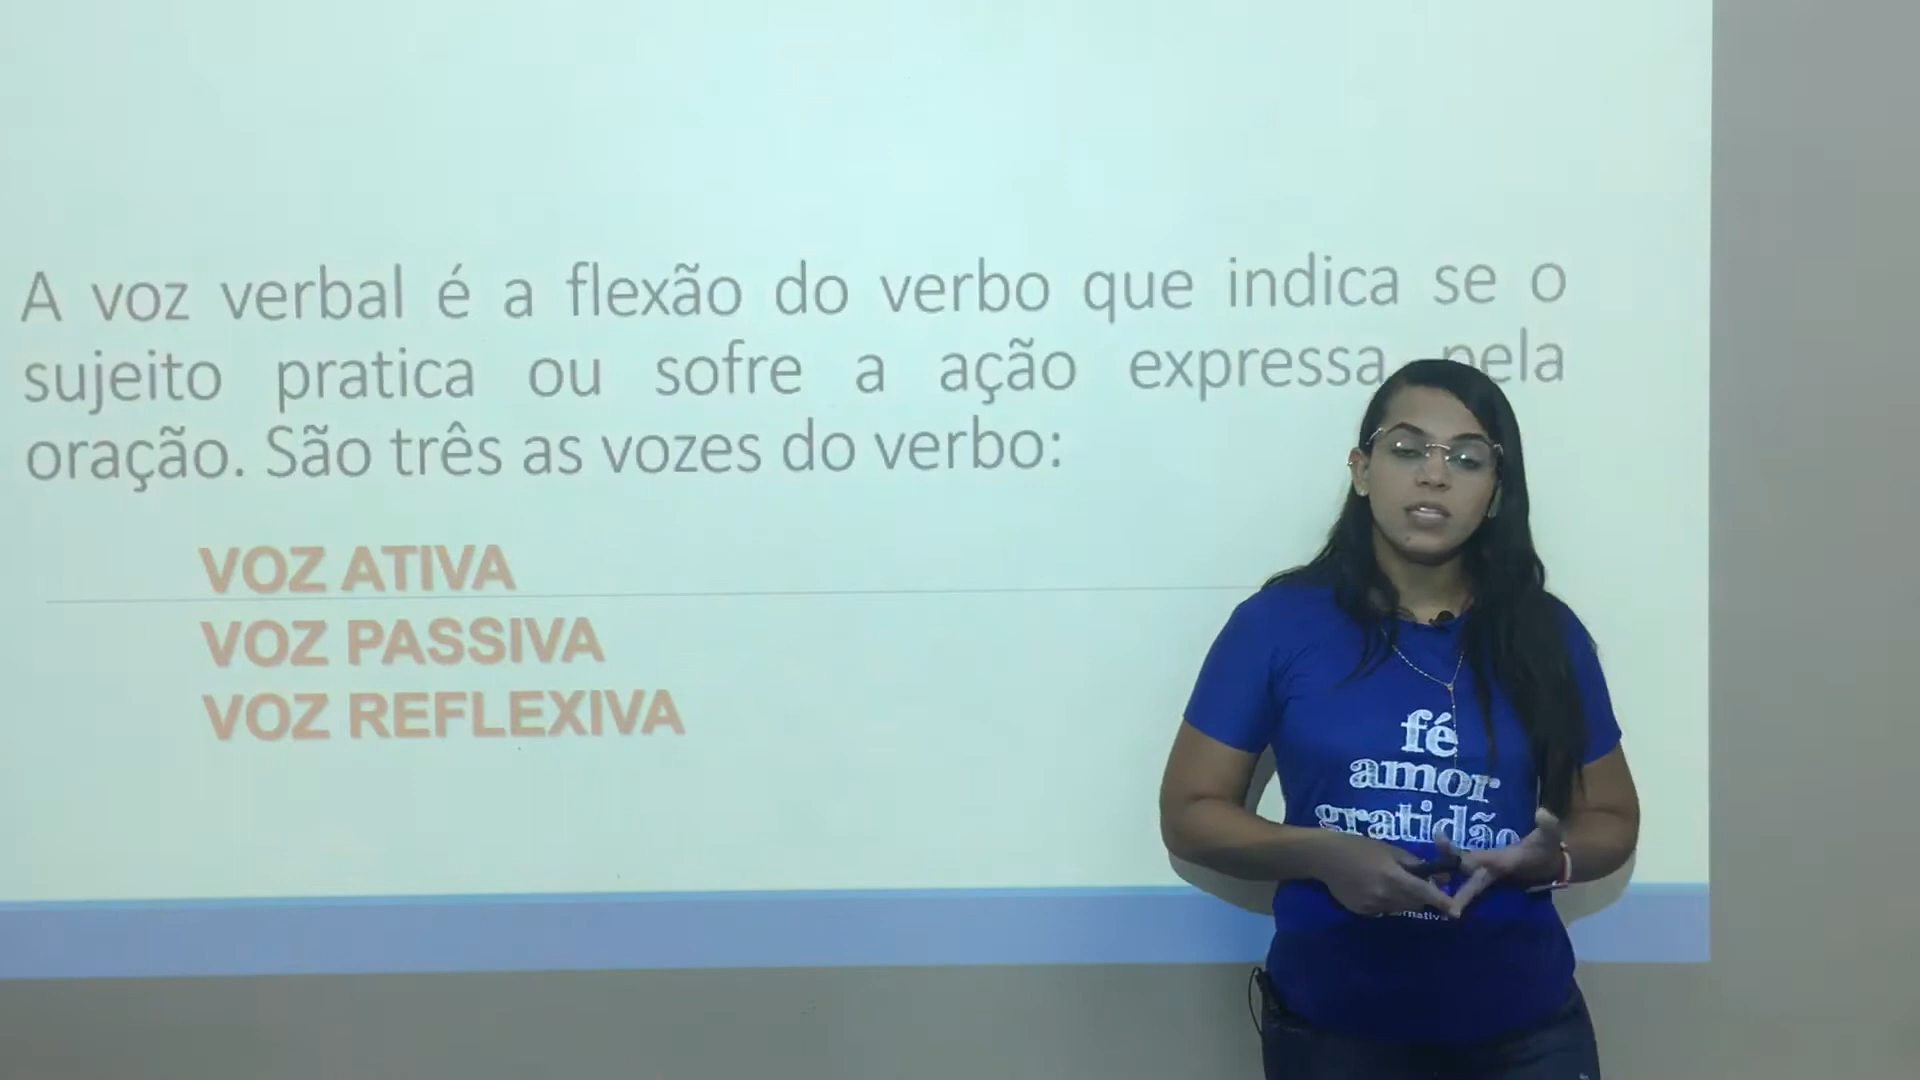 A voz verbal é a flexão do verbo que indica se o
sujeito pratica ou sofre a ação expressa pela
oração. São três as vozes do verbo:
VOZ ATIVA
VOZ PASSIVA
VOZ REFLEXIVA
fé
amor
gratidão